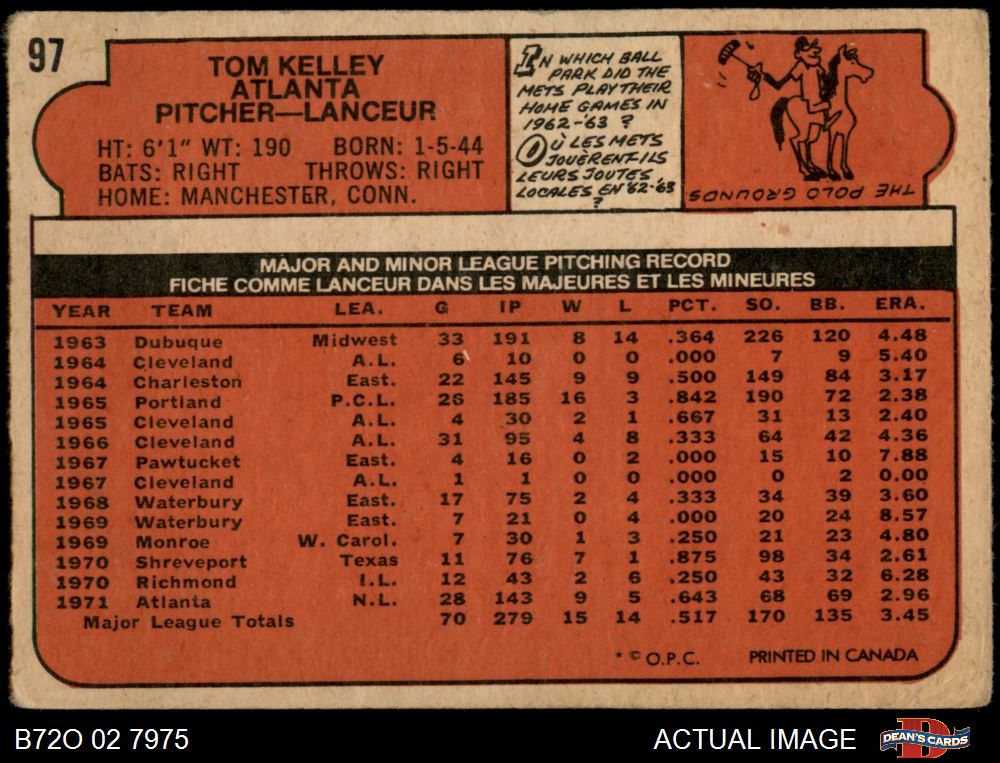 97
TOM KELLEY
ATLANTA
PITCHER—LANCEUR
HT: 6'1" WT: 190 BORN: 1-5-44
BATS: RIGHT THROWS: RIGHT
HOME: MANCHESTER, CONN.
IN WHICH BALL
PARK DID THE
METS PLAY THEIR
HOME GAMES IN
1962-'63 ?
OÙ LES METS
JOUÈRENT-ILS
LEURS JOUTES
LOCALES EN '62-'63
?
THE POLO GROUNDS
MAJOR AND MINOR LEAGUE PITCHING RECORD
FICHE COMME LANCEUR DANS LES MAJEURES ET LES MINEURES
YEAR TEAM LEA. G IP W L PCT. SO. BB. ERA.
1963 Dubuque Midwest 33 191 8 14 .364 226 120 4.48
1964 Cleveland A.L. 6 10 0 0 .000 7 9 5.40
1964 Charleston East. 22 145 9 9 .500 149 84 3.17
1965 Portland P.C.L. 26 185 16 3 .842 190 72 2.38
1965 Cleveland A.L. 4 30 2 1 .667 31 13 2.40
1966 Cleveland A.L. 31 95 4 8 .333 64 42 4.36
1967 Pawtucket East. 4 16 0 2 .000 15 10 7.88
1967 Cleveland A.L. 1 1 0 0 .000 0 2 0.00
1968 Waterbury East. 17 75 2 4 .333 34 39 3.60
1969 Waterbury East. 7 21 0 4 .000 20 24 8.57
1969 Monroe W. Carol. 7 30 1 3 .250 21 23 4.80
1970 Shreveport Texas 11 76 7 1 .875 98 34 2.61
1970 Richmond I.L. 12 43 2 6 .250 43 32 6.28
1971 Atlanta N.L. 28 143 9 5 .643 68 69 2.96
Major League Totals 70 279 15 14 .517 170 135 3.45
* © O.P.C. PRINTED IN CANADA
B72O 02 7975 ACTUAL IMAGE
D
DEAN'S CARDS